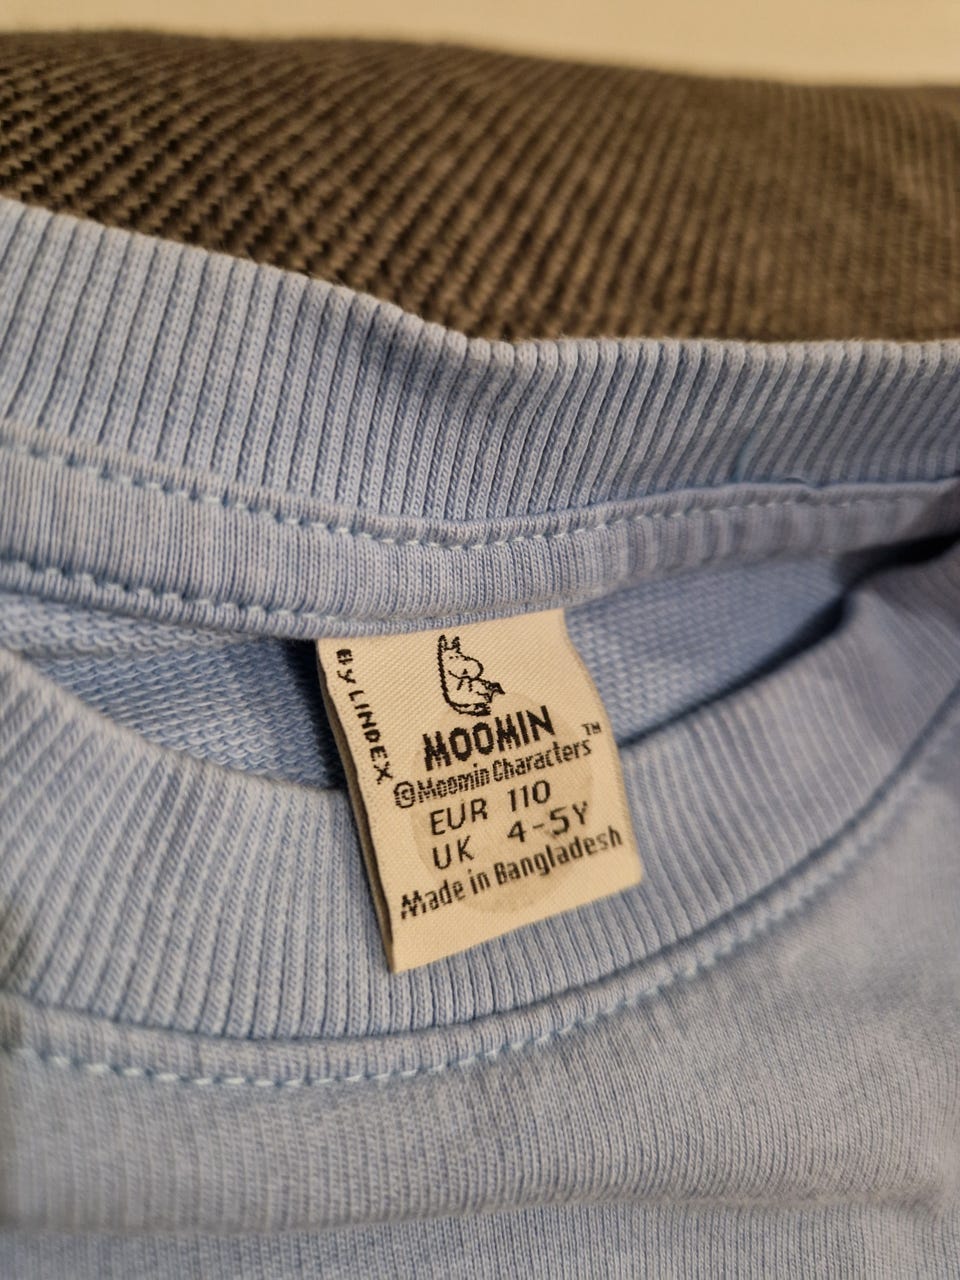 By LINDEX
MOOMIN™
©Moomin Characters
EUR 110
UK 4-5Y
Made in Bangladesh